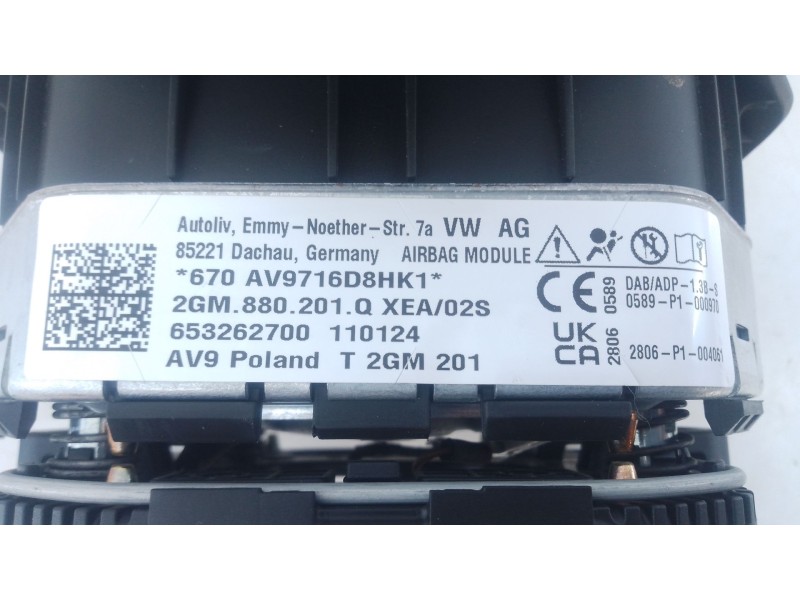 Autoliv, Emmy-Noether-Str. 7a VW AG
85221 Dachau, Germany AIRBAG MODULE
*670 AV9716D8HK1*
2GM.880.201.Q XEA/02S
653262700 110124
AV9 Poland T 2GM 201
CE 0589 DAB/ADP-1.3B-S
0589-P1-000970
UK
CA 2806 2806-P1-004061